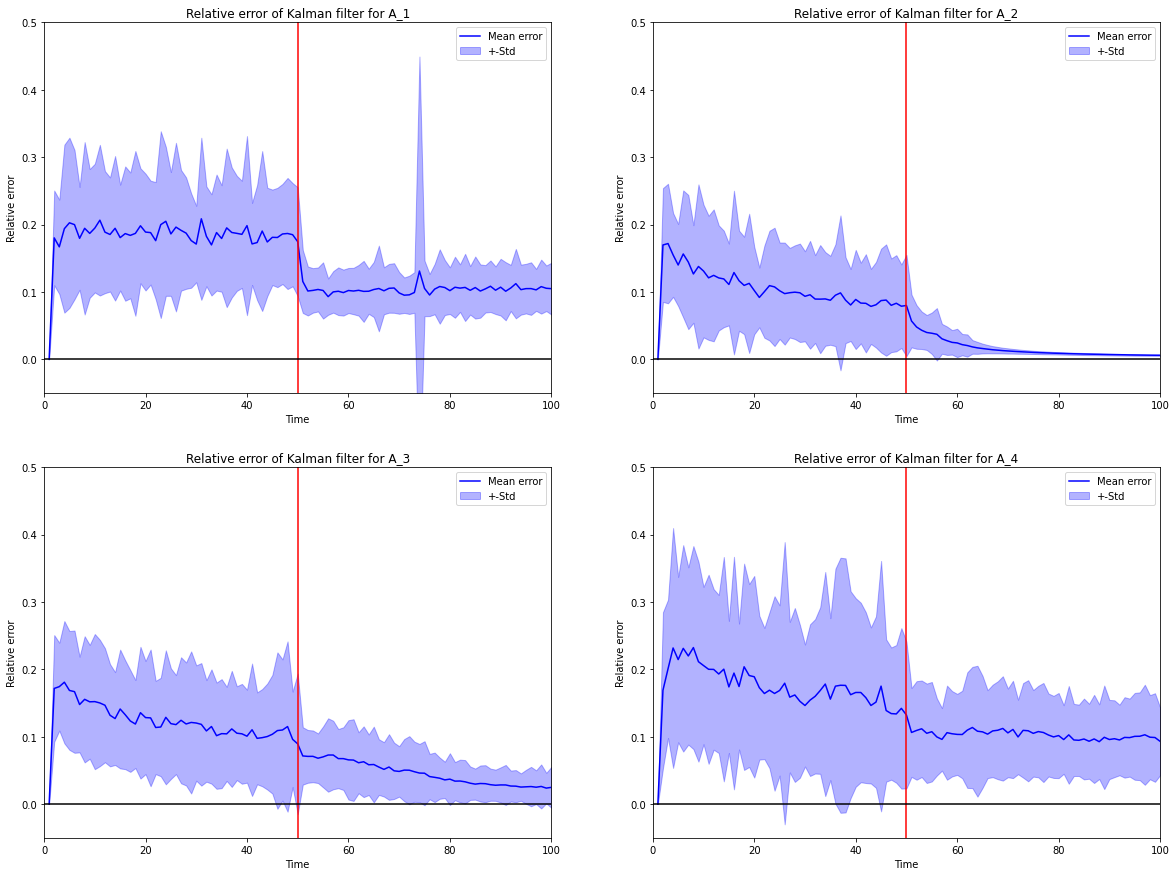 Relative error of Kalman filter for A_1
Mean error
+-Std
Relative error
0.5
0.4
0.3
0.2
0.1
0.0
0 20 40 60 80 100
Time
Relative error of Kalman filter for A_2
Mean error
+-Std
Relative error
0.5
0.4
0.3
0.2
0.1
0.0
0 20 40 60 80 100
Time
Relative error of Kalman filter for A_3
Mean error
+-Std
Relative error
0.5
0.4
0.3
0.2
0.1
0.0
0 20 40 60 80 100
Time
Relative error of Kalman filter for A_4
Mean error
+-Std
Relative error
0.5
0.4
0.3
0.2
0.1
0.0
0 20 40 60 80 100
Time